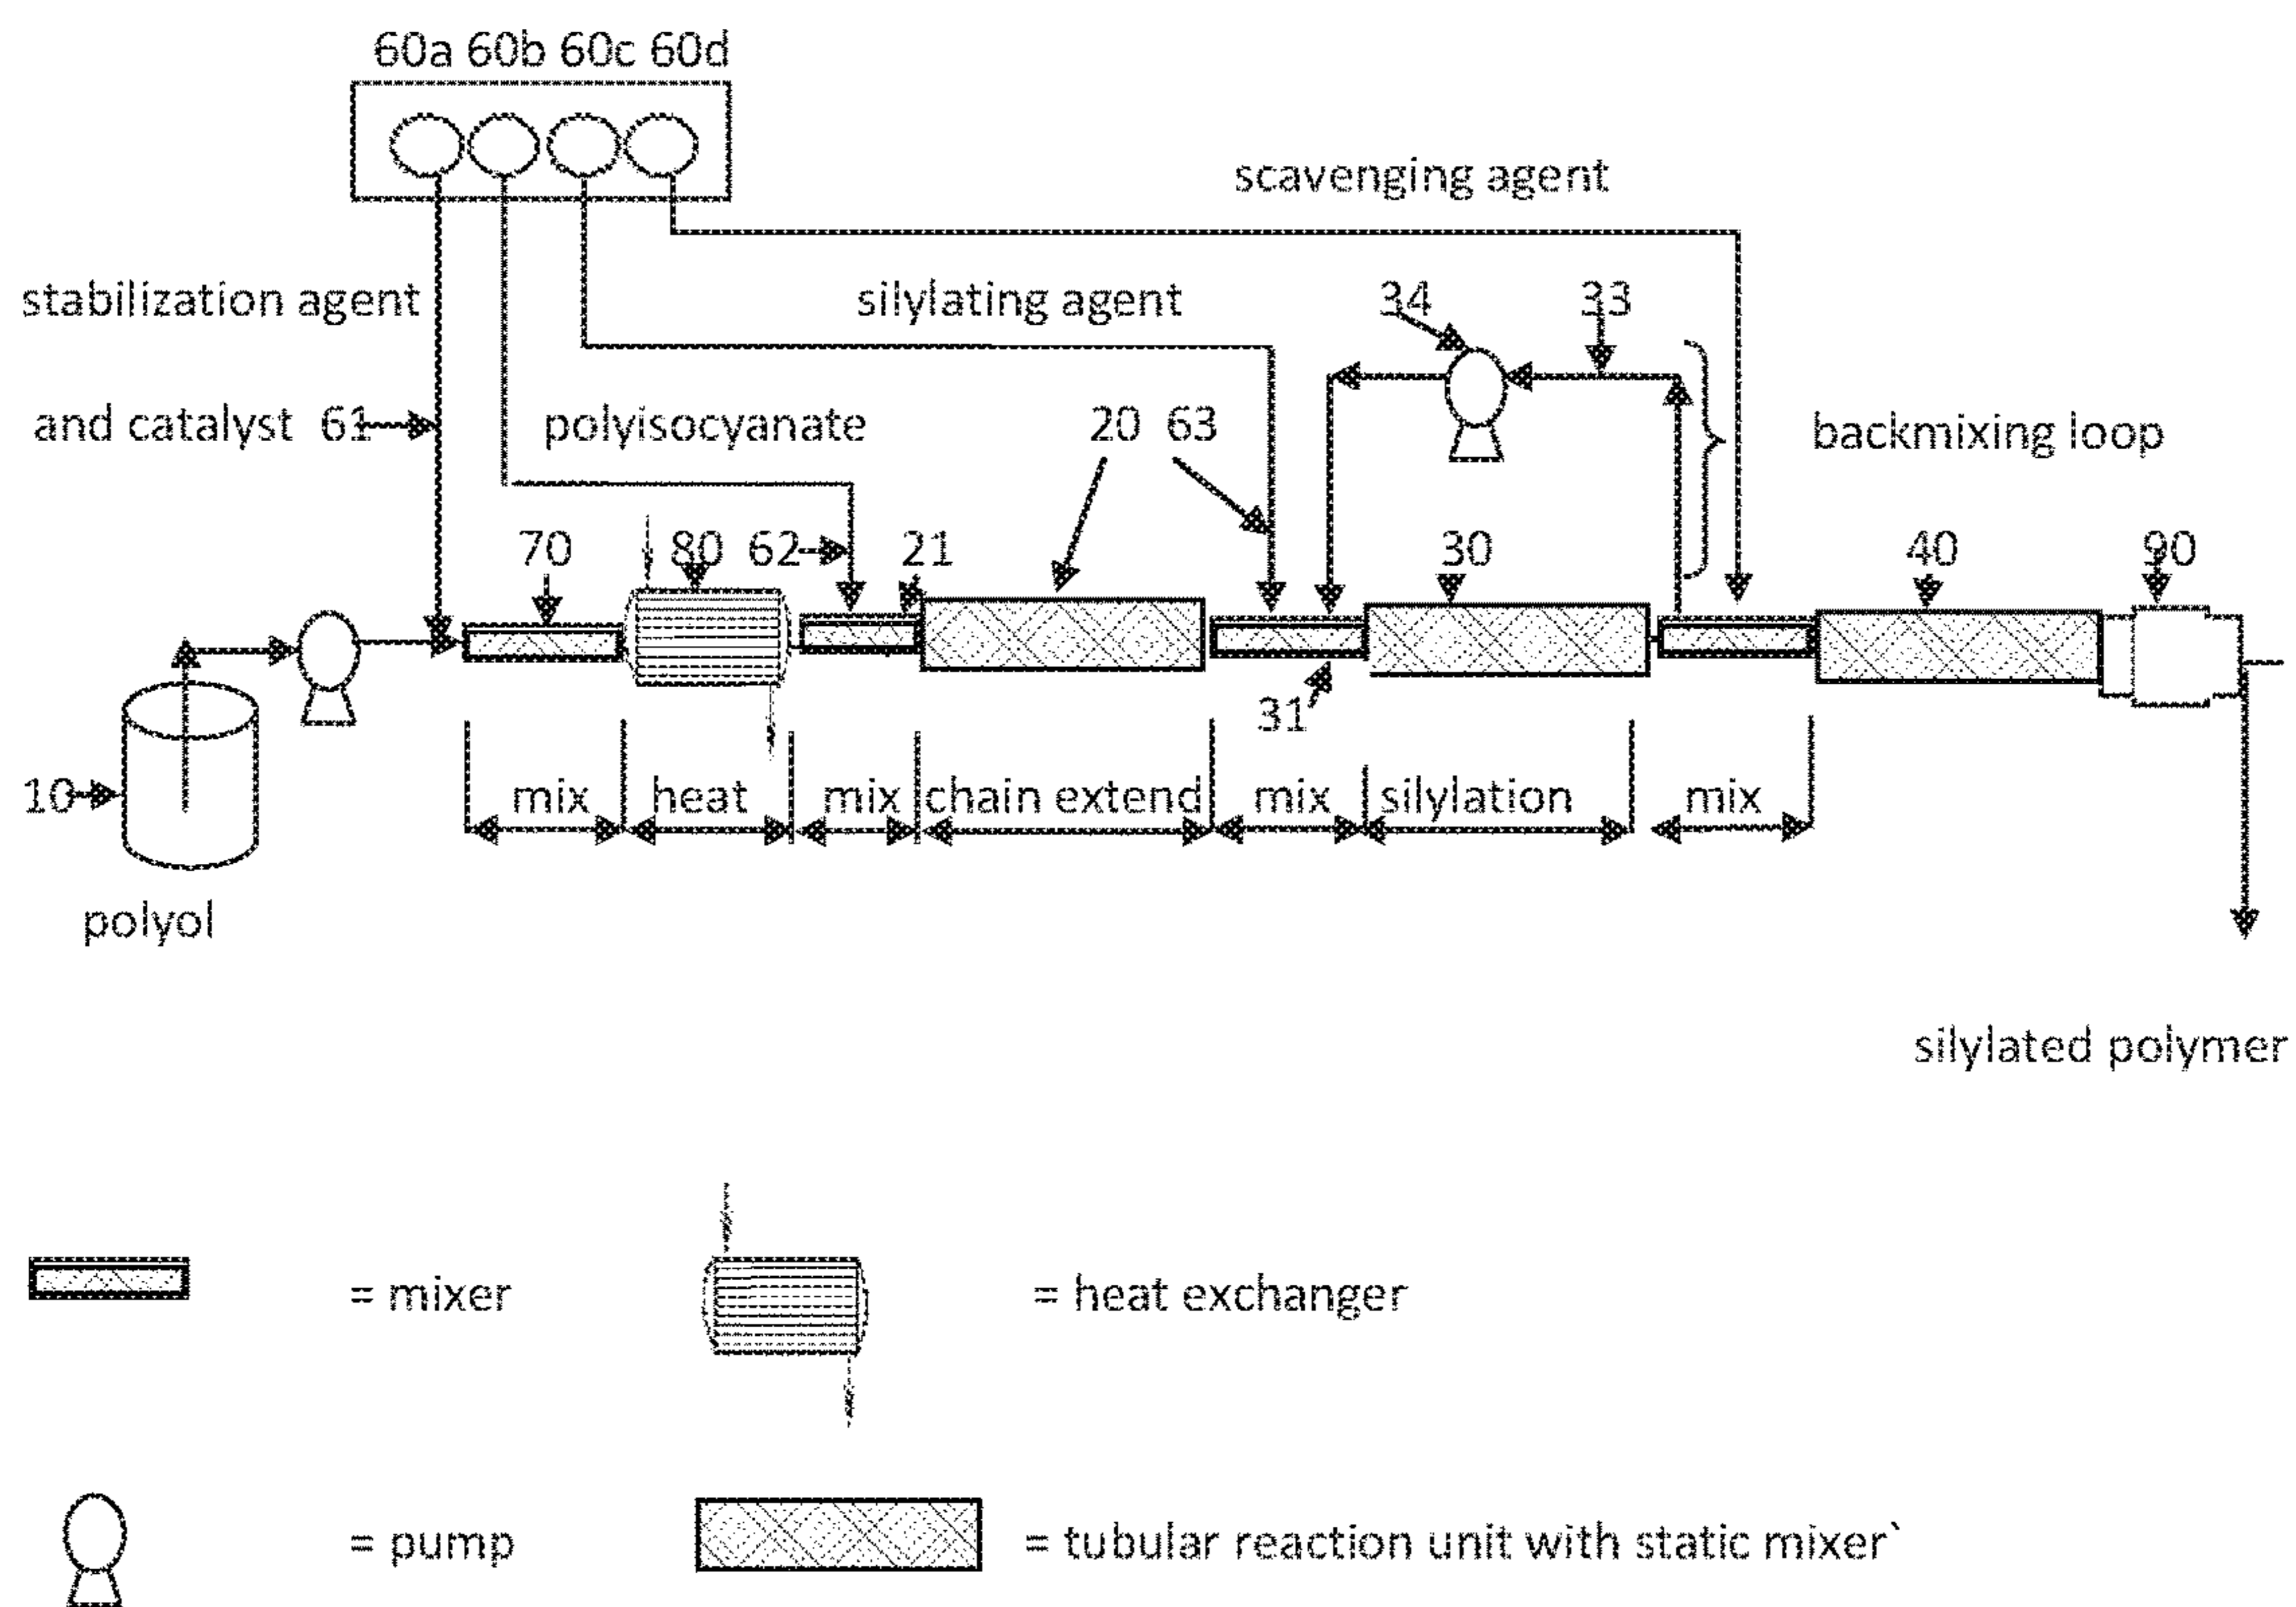 60a 60b 60c 60d
scavenging agent
stabilization agent
silylating agent
34
33
and catalyst 61
polyisocyanate
20 63
backmixing loop
70
80
62
21
30
40
90
31
10
mix
heat
mix
chain extend
mix
silylation
mix
polyol
silylated polymer
= mixer
= heat exchanger
= pump
= tubular reaction unit with static mixer`